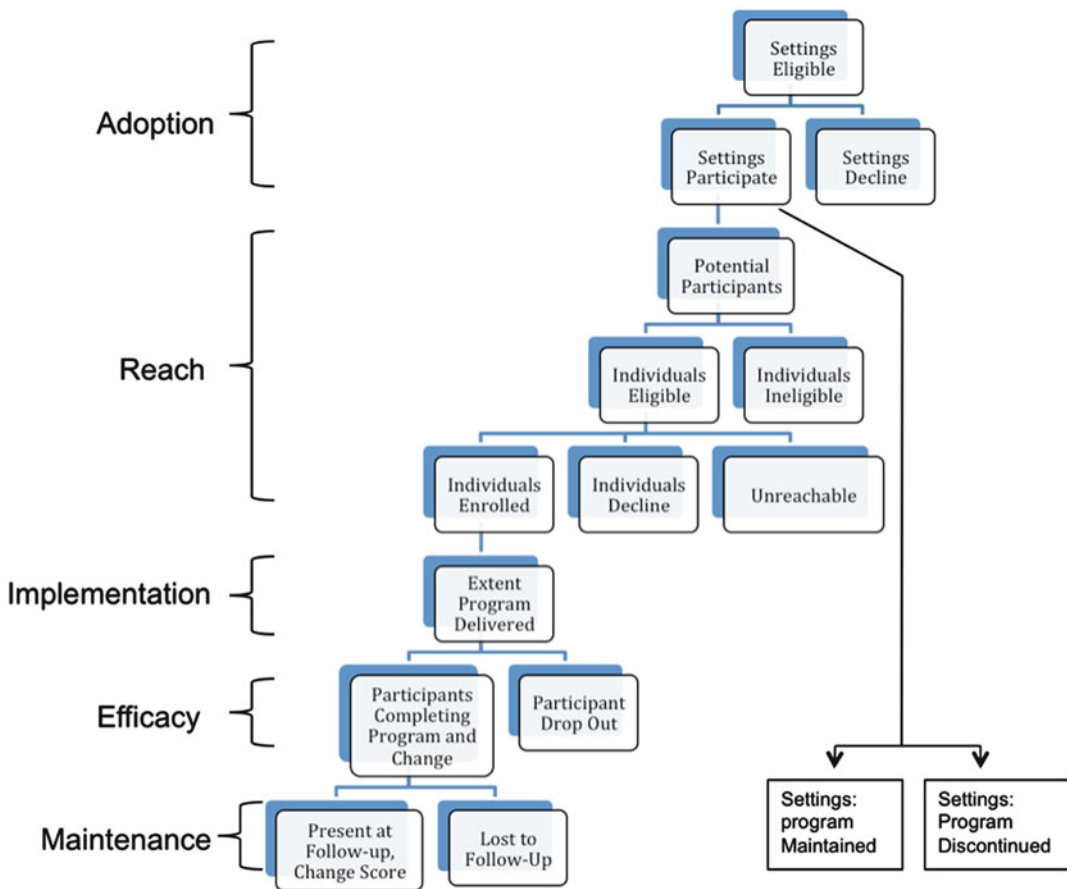 Settings
Eligible
Adoption
Settings
Participate
Settings
Decline
Potential
Participants
Reach
Individuals
Eligible
Individuals
Ineligible
Individuals
Enrolled
Individuals
Decline
Unreachable
Implementation
Extent
Program
Delivered
Efficacy
Participants
Completing
Program and
Change
Participant
Drop Out
Maintenance
Present at
Follow-up,
Change Score
Lost to
Follow-Up
Settings:
program
Maintained
Settings:
Program
Discontinued